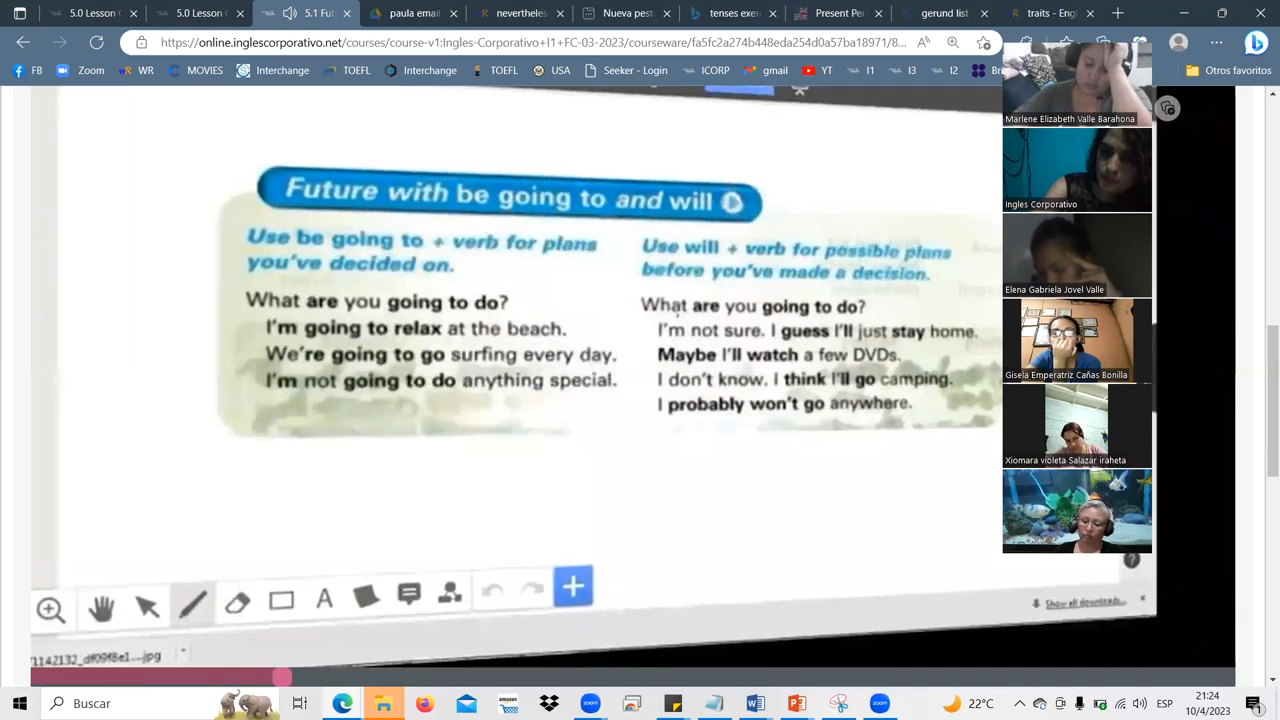 5.0 Lesson O
5.0 Lesson O
5.1 Fut
paula email
nevertheles
Nueva pest
tenses exer
Present Per
gerund list
traits - Engl
https://online.inglescorporativo.net/courses/course-v1:Ingles-Corporativo+I1+FC-03-2023/courseware/fa5fc2a274b448eda254d0a57ba18971/8...
FB
Zoom
WR
MOVIES
Interchange
TOEFL
Interchange
TOEFL
USA
Seeker - Login
ICORP
gmail
YT
I1
I3
I2
Bri
Otros favoritos
Future with be going to and will
Use be going to + verb for plans
you've decided on.
What are you going to do?
I'm going to relax at the beach.
We're going to go surfing every day.
I'm not going to do anything special.
Use will + verb for possible plans
before you've made a decision.
What are you going to do?
I'm not sure. I guess I'll just stay home.
Maybe I'll watch a few DVDs.
I don't know. I think I'll go camping.
I probably won't go anywhere.
Marlene Elizabeth Valle Barahona
Ingles Corporativo
Elena Gabriela Jovel Valle
Gisela Emperatriz Cañas Bonilla
Xiomara violeta Salazar iraheta
Show all downloads...
1142132_df09f8e1....jpg
Buscar
22°C
ESP
21:24
10/4/2023